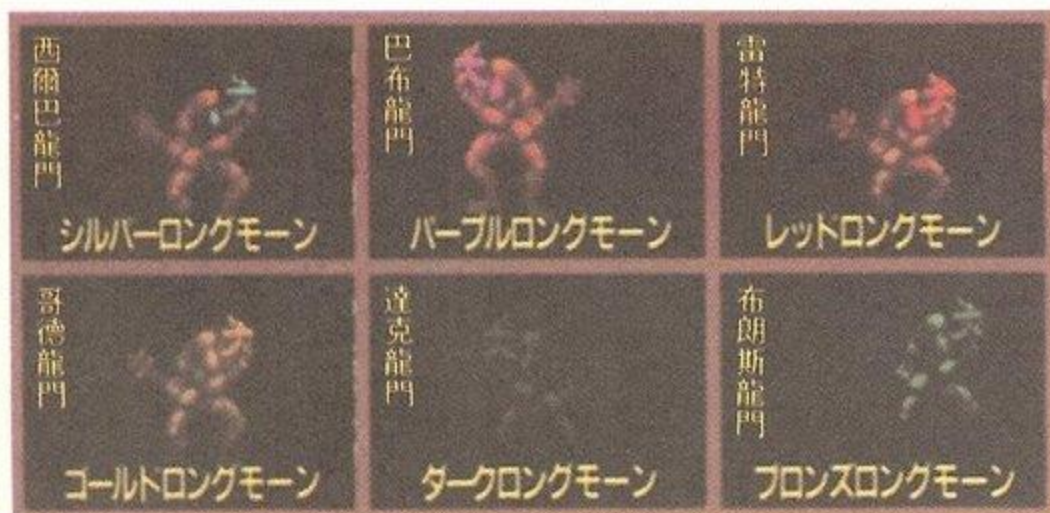 西爾巴龍門
シルバーロングモーン
巴布龍門
パープルロングモーン
雷特龍門
レッドロングモーン
哥德龍門
ゴールドロングモーン
達克龍門
ダークロングモーン
布朗斯龍門
ブロンズロングモーン